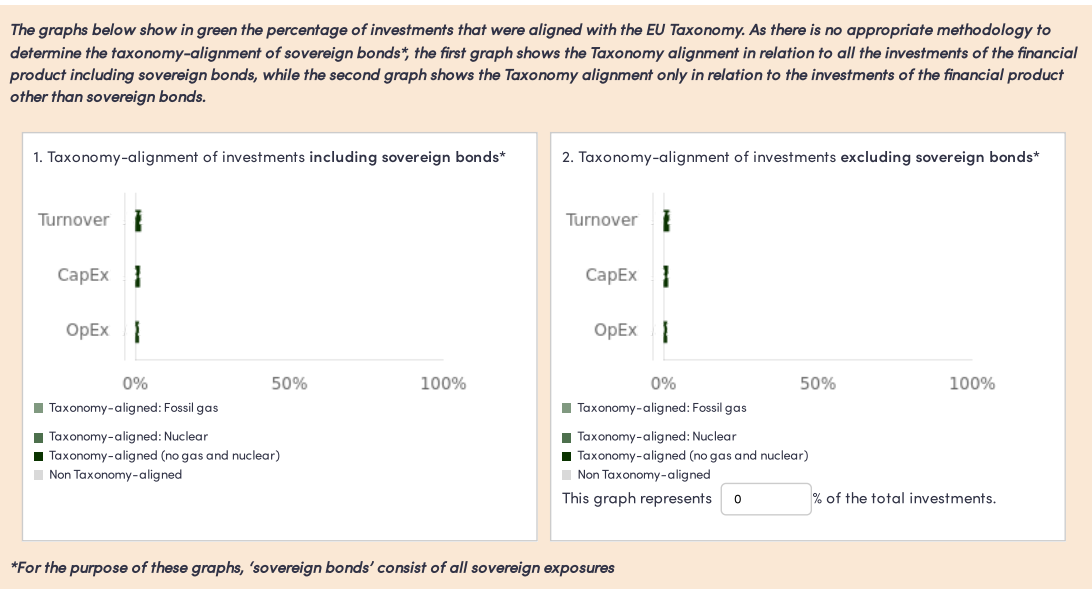 The graphs below show in green the percentage of investments that were aligned with the EU Taxonomy. As there is no appropriate methodology to
determine the taxonomy-alignment of sovereign bonds*, the first graph shows the Taxonomy alignment in relation to all the investments of the financial
product including sovereign bonds, while the second graph shows the Taxonomy alignment only in relation to the investments of the financial product
other than sovereign bonds.
1. Taxonomy-alignment of investments including sovereign bonds*
Turnover
CapEx
OpEx
0% 50% 100%
Taxonomy-aligned: Fossil gas
Taxonomy-aligned: Nuclear
Taxonomy-aligned (no gas and nuclear)
Non Taxonomy-aligned
2. Taxonomy-alignment of investments excluding sovereign bonds*
Turnover
CapEx
OpEx
0% 50% 100%
Taxonomy-aligned: Fossil gas
Taxonomy-aligned: Nuclear
Taxonomy-aligned (no gas and nuclear)
Non Taxonomy-aligned
This graph represents 0 % of the total investments.
*For the purpose of these graphs, ‘sovereign bonds’ consist of all sovereign exposures